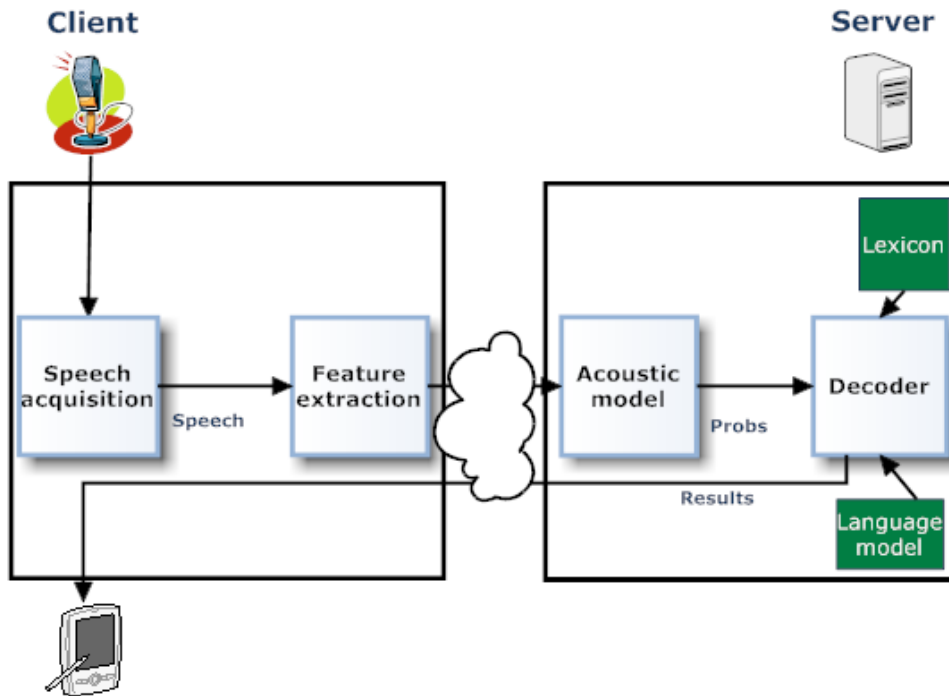 Client
Server
Lexicon
Speech
acquisition
Speech
Feature
extraction
Acoustic
model
Probs
Decoder
Results
Language
model